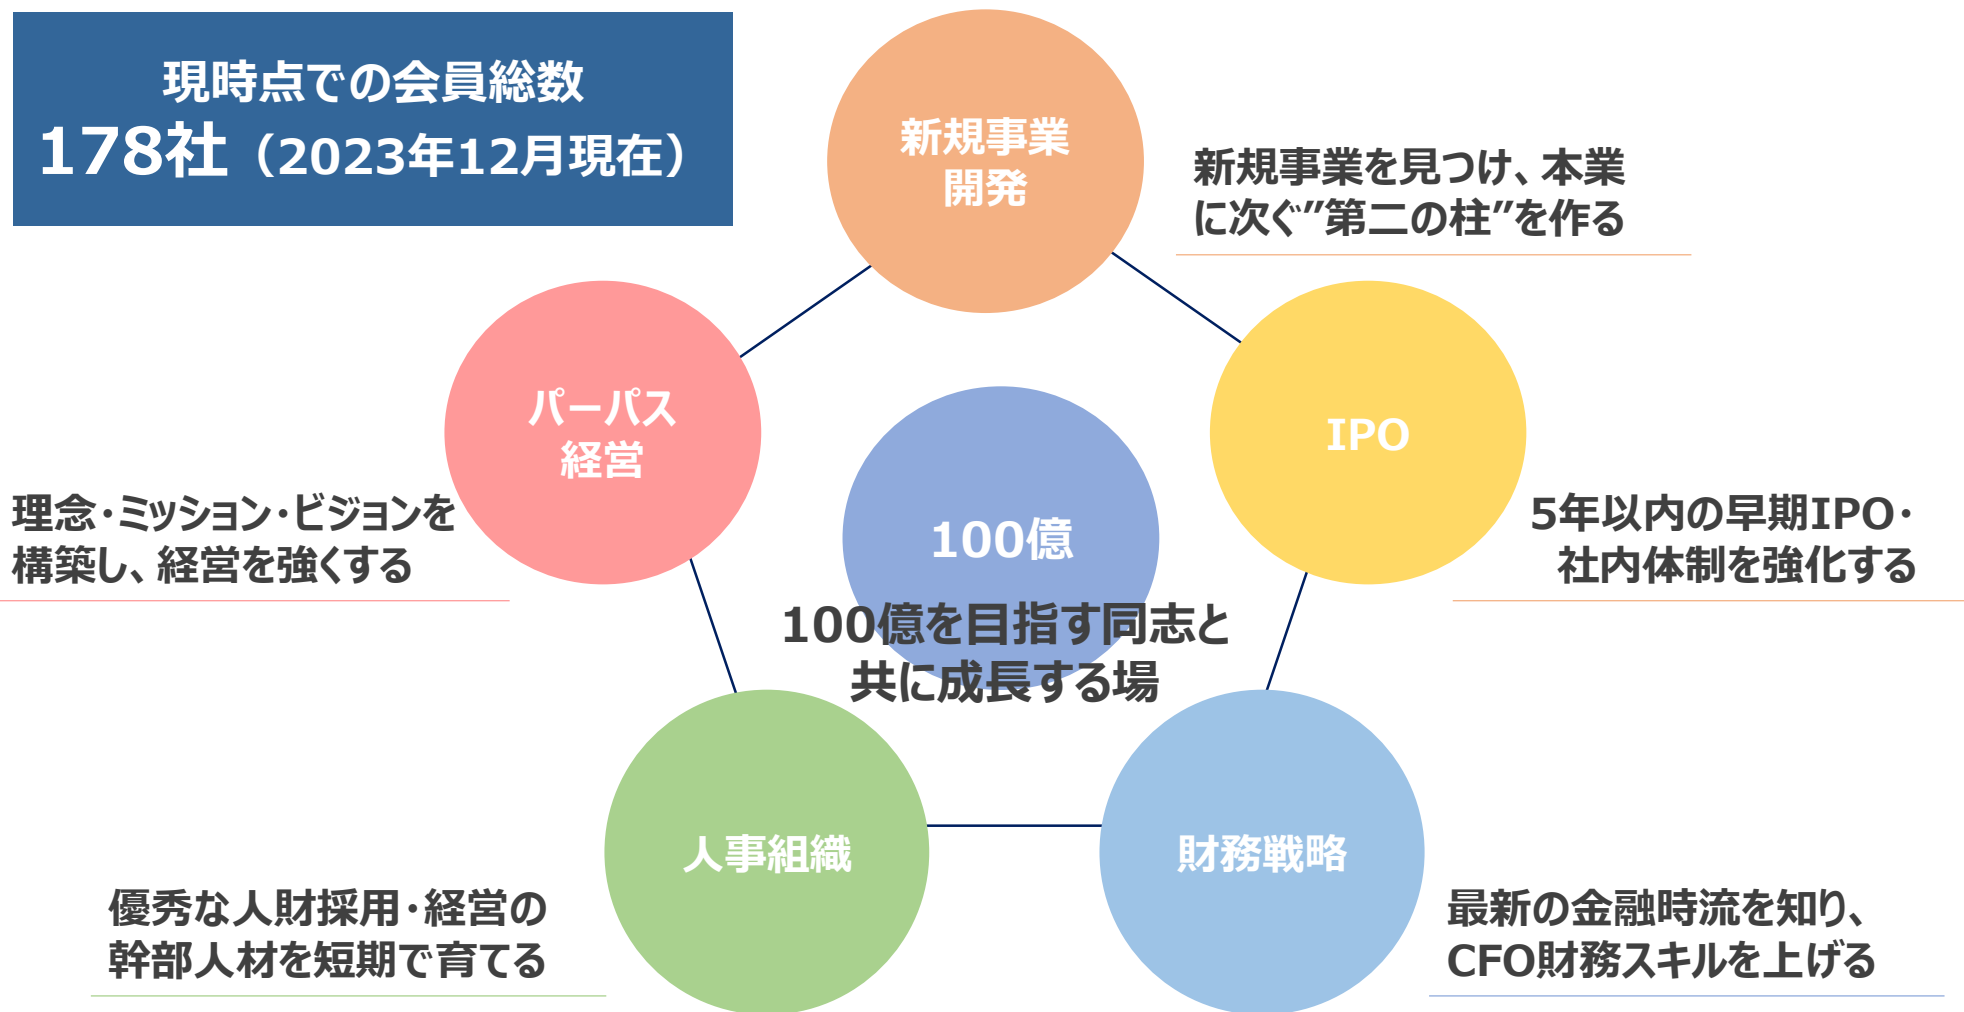 現時点での会員総数
178社（2023年12月現在）
新規事業
開発
新規事業を見つけ、本業
に次ぐ”第二の柱”を作る
パーパス
経営
IPO
理念・ミッション・ビジョンを
構築し、経営を強くする
100億
5年以内の早期IPO・
社内体制を強化する
100億を目指す同志と
共に成長する場
人事組織
財務戦略
優秀な人財採用・経営の
幹部人材を短期で育てる
最新の金融時流を知り、
CFO財務スキルを上げる